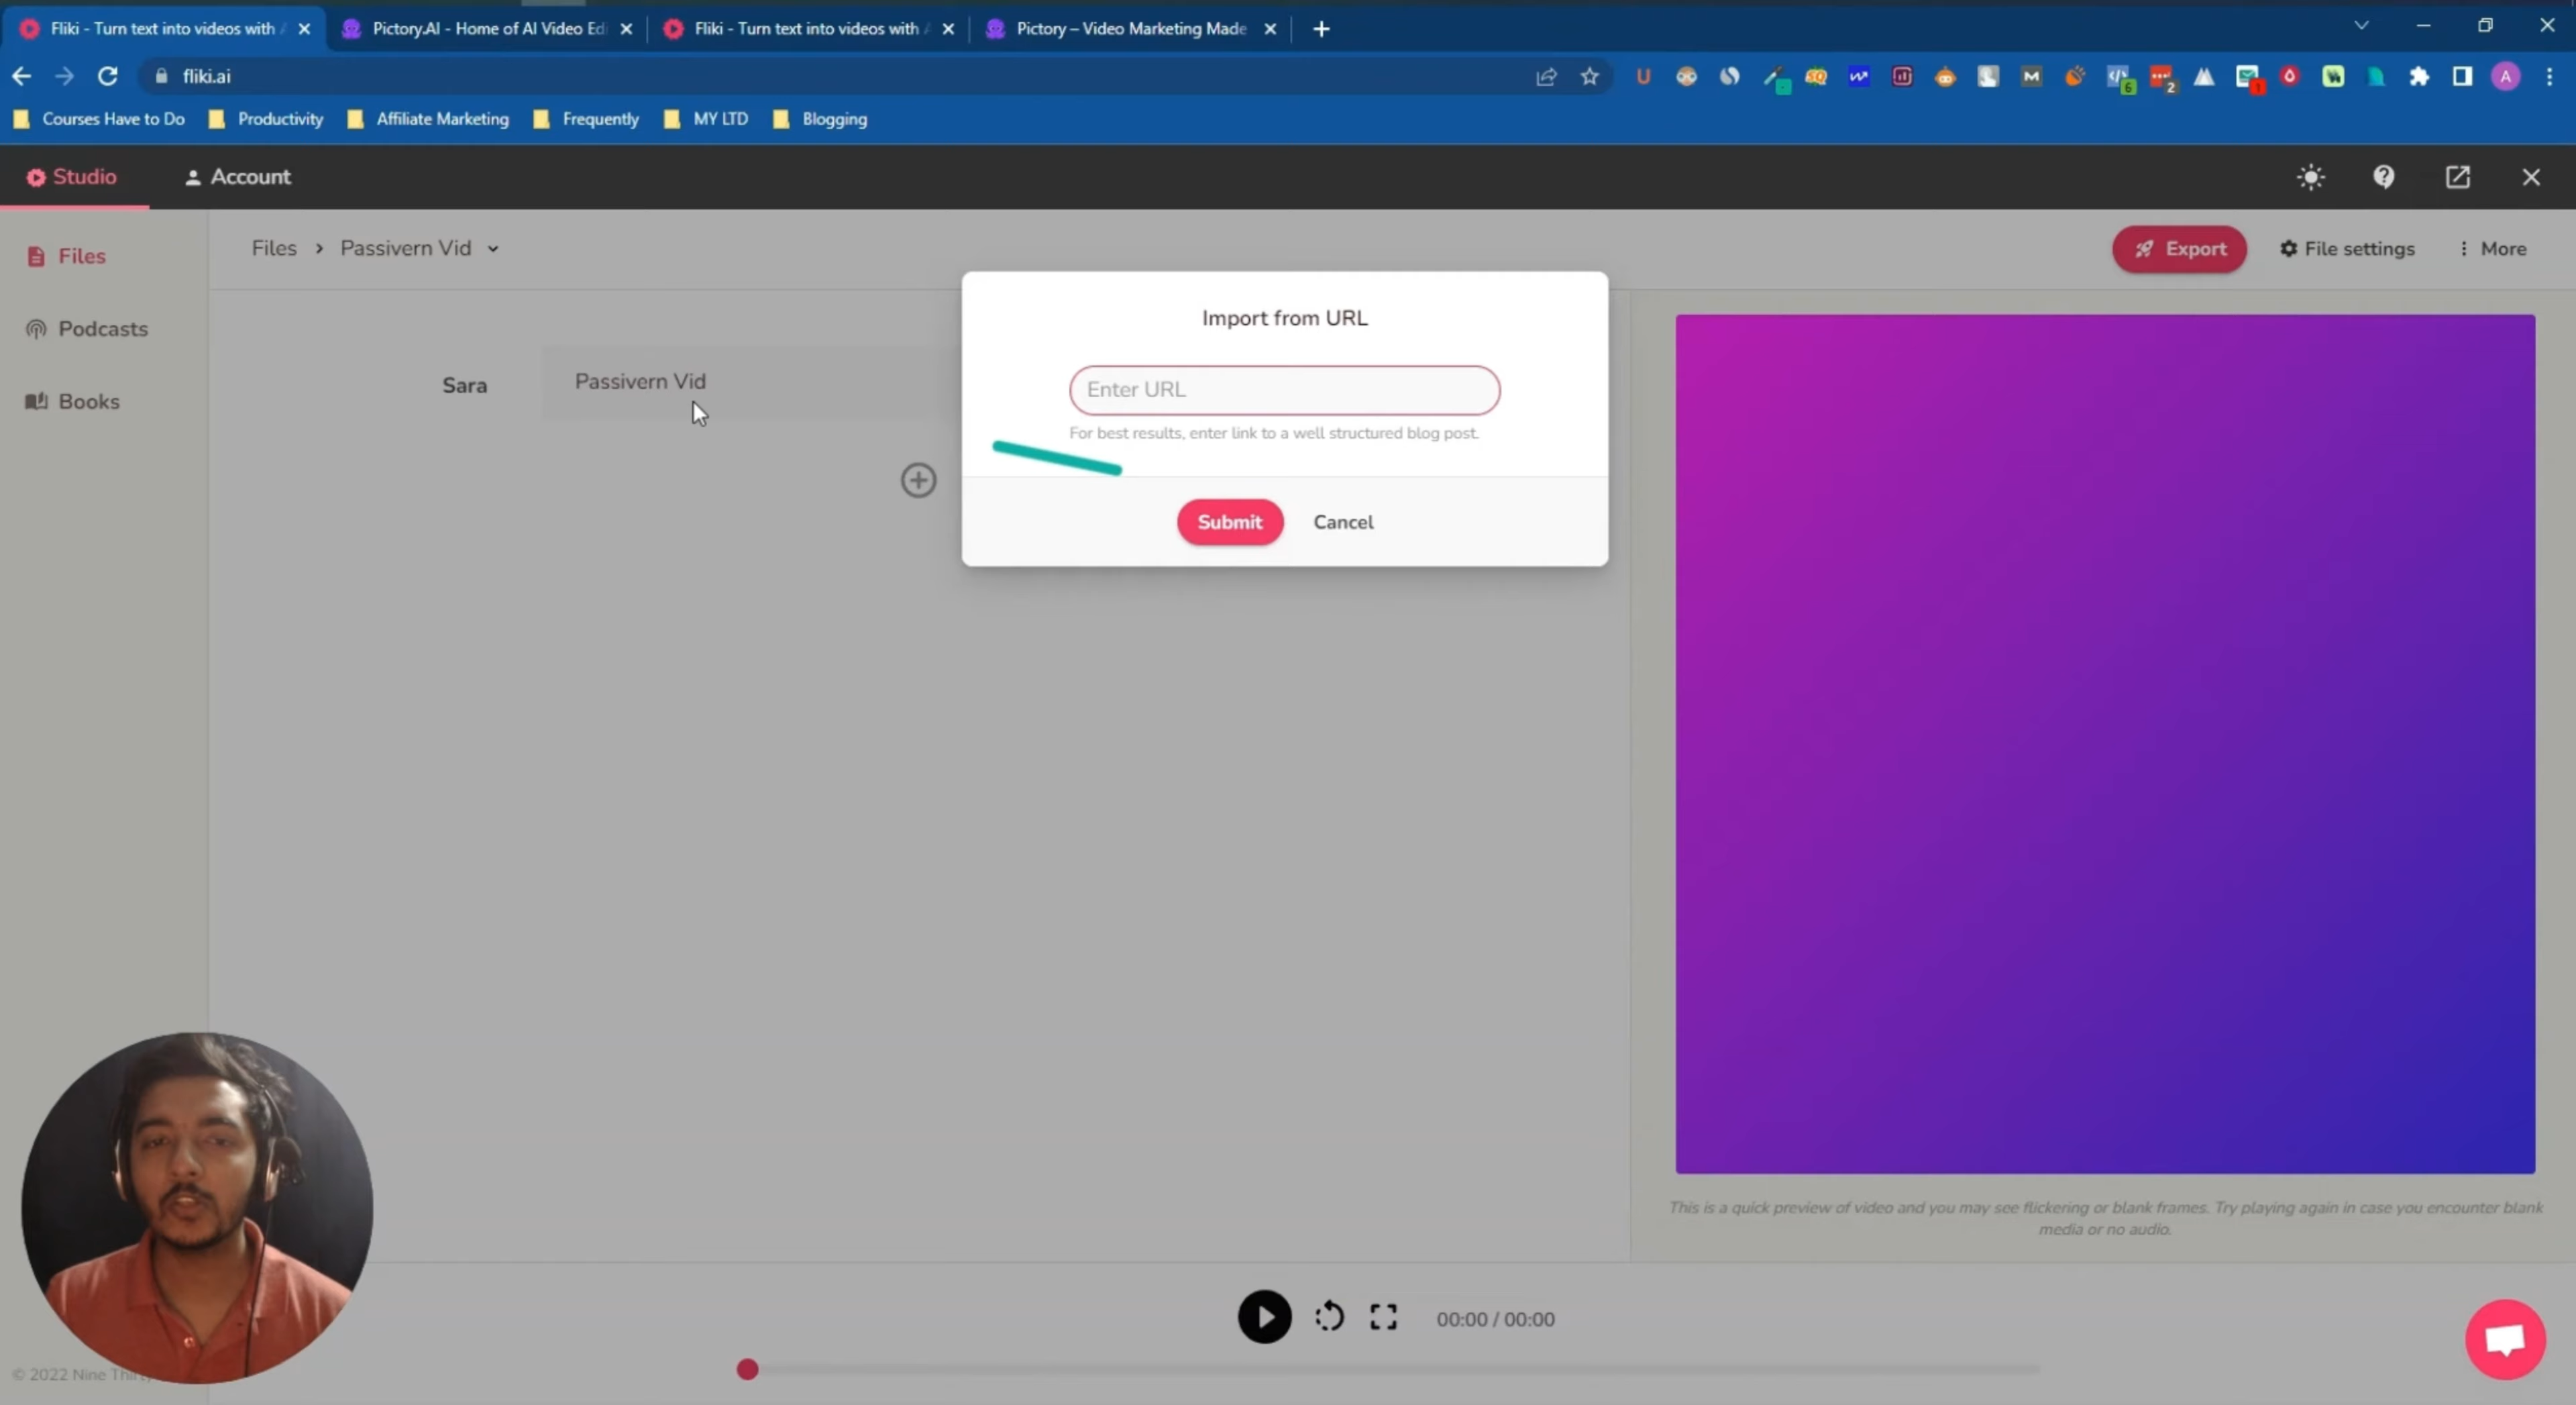 Fliki - Turn text into videos with
Pictory.AI - Home of AI Video Edi
Fliki - Turn text into videos with
Pictory – Video Marketing Made
fliki.ai
U
M
6
2
1
A
Courses Have to Do
Productivity
Affiliate Marketing
Frequently
MY LTD
Blogging
Studio
Account
Files
Podcasts
Books
Files > Passivern Vid
Export
File settings
More
Sara
Passivern Vid
Import from URL
Enter URL
For best results, enter link to a well structured blog post.
Submit
Cancel
This is a quick preview of video and you may see flickering or blank frames. Try playing again in case you encounter blank
media or no audio.
00:00 / 00:00
© 2022 Nine